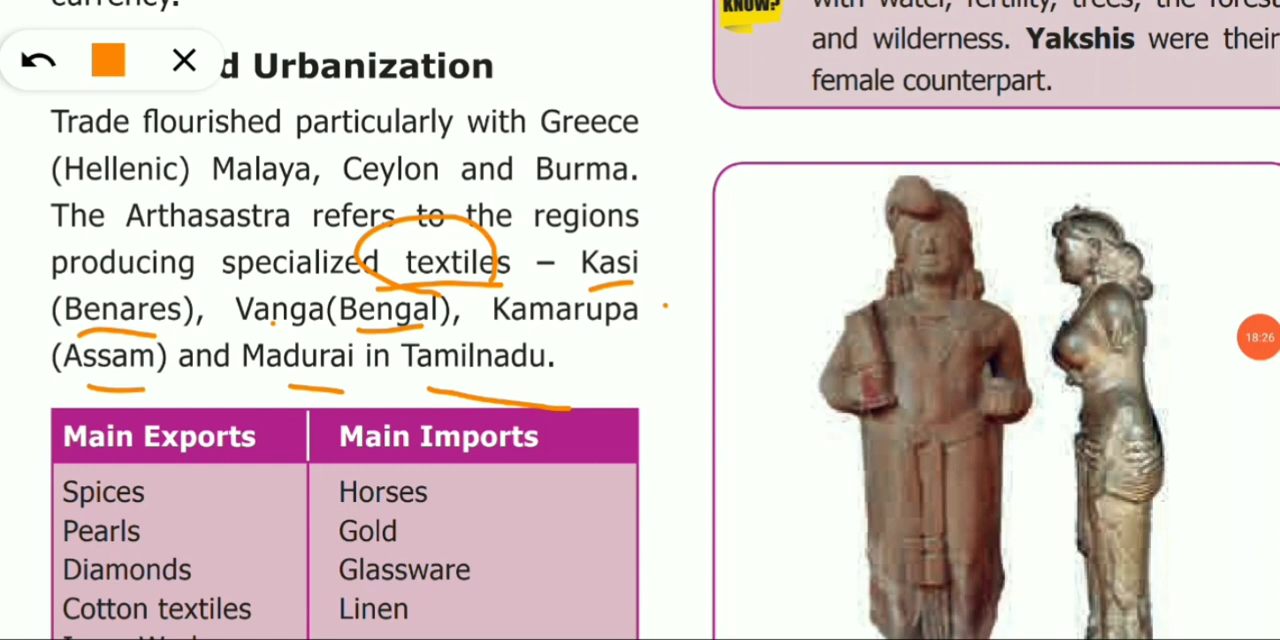 currency.
d Urbanization
Trade flourished particularly with Greece
(Hellenic) Malaya, Ceylon and Burma.
The Arthasastra refers to the regions
producing specialized textiles – Kasi
(Benares), Vanga(Bengal), Kamarupa
(Assam) and Madurai in Tamilnadu.
Main Exports Main Imports
Spices Horses
Pearls Gold
Diamonds Glassware
Cotton textiles Linen
KNOW?
with water, fertility, trees, the forest
and wilderness. Yakshis were their
female counterpart.
18:26